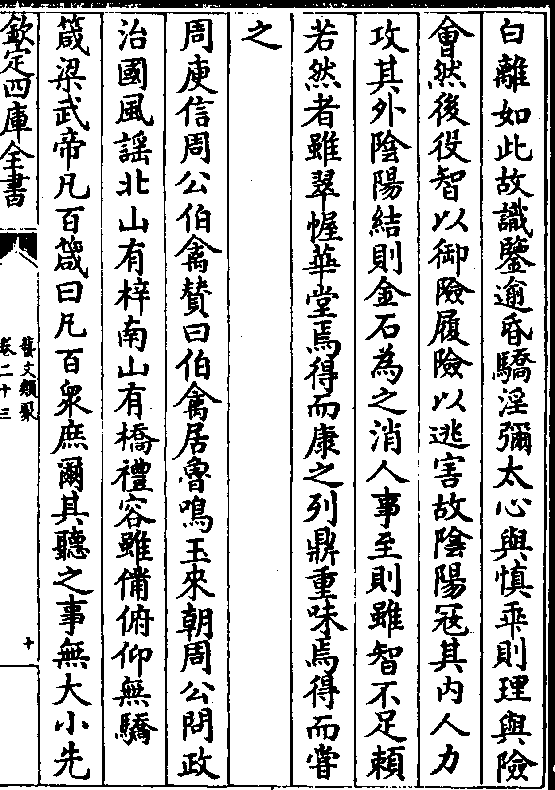 白離如此故識鑒逾昏驕淫彌太心與慎乖則理與險
㑹然後役智以御險履險以逃害故陰陽宼其内人力
攻其外陰陽結則金石為之消人事至則雖智不足頼
若然者雖翠幄華堂焉得而康之列鼎重味焉得而嘗
之
周庾信周公伯禽賛曰伯禽居魯鳴玉來朝周公問政
治國風謡北山有梓南山有橋禮容雖備俯仰無驕
箴梁武帝凡百箴曰凡百衆庶爾其聽之事無大小先
欽定四庫全書
藝文類聚
卷二十三
十